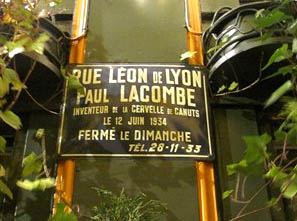 RUE LÉON DE LYON
PAUL LACOMBE
INVENTEUR DE LA CERVELLE DE CANUTS
LE 12 JUIN 1934
FERMÉ LE DIMANCHE
TÉL. 28-11-33